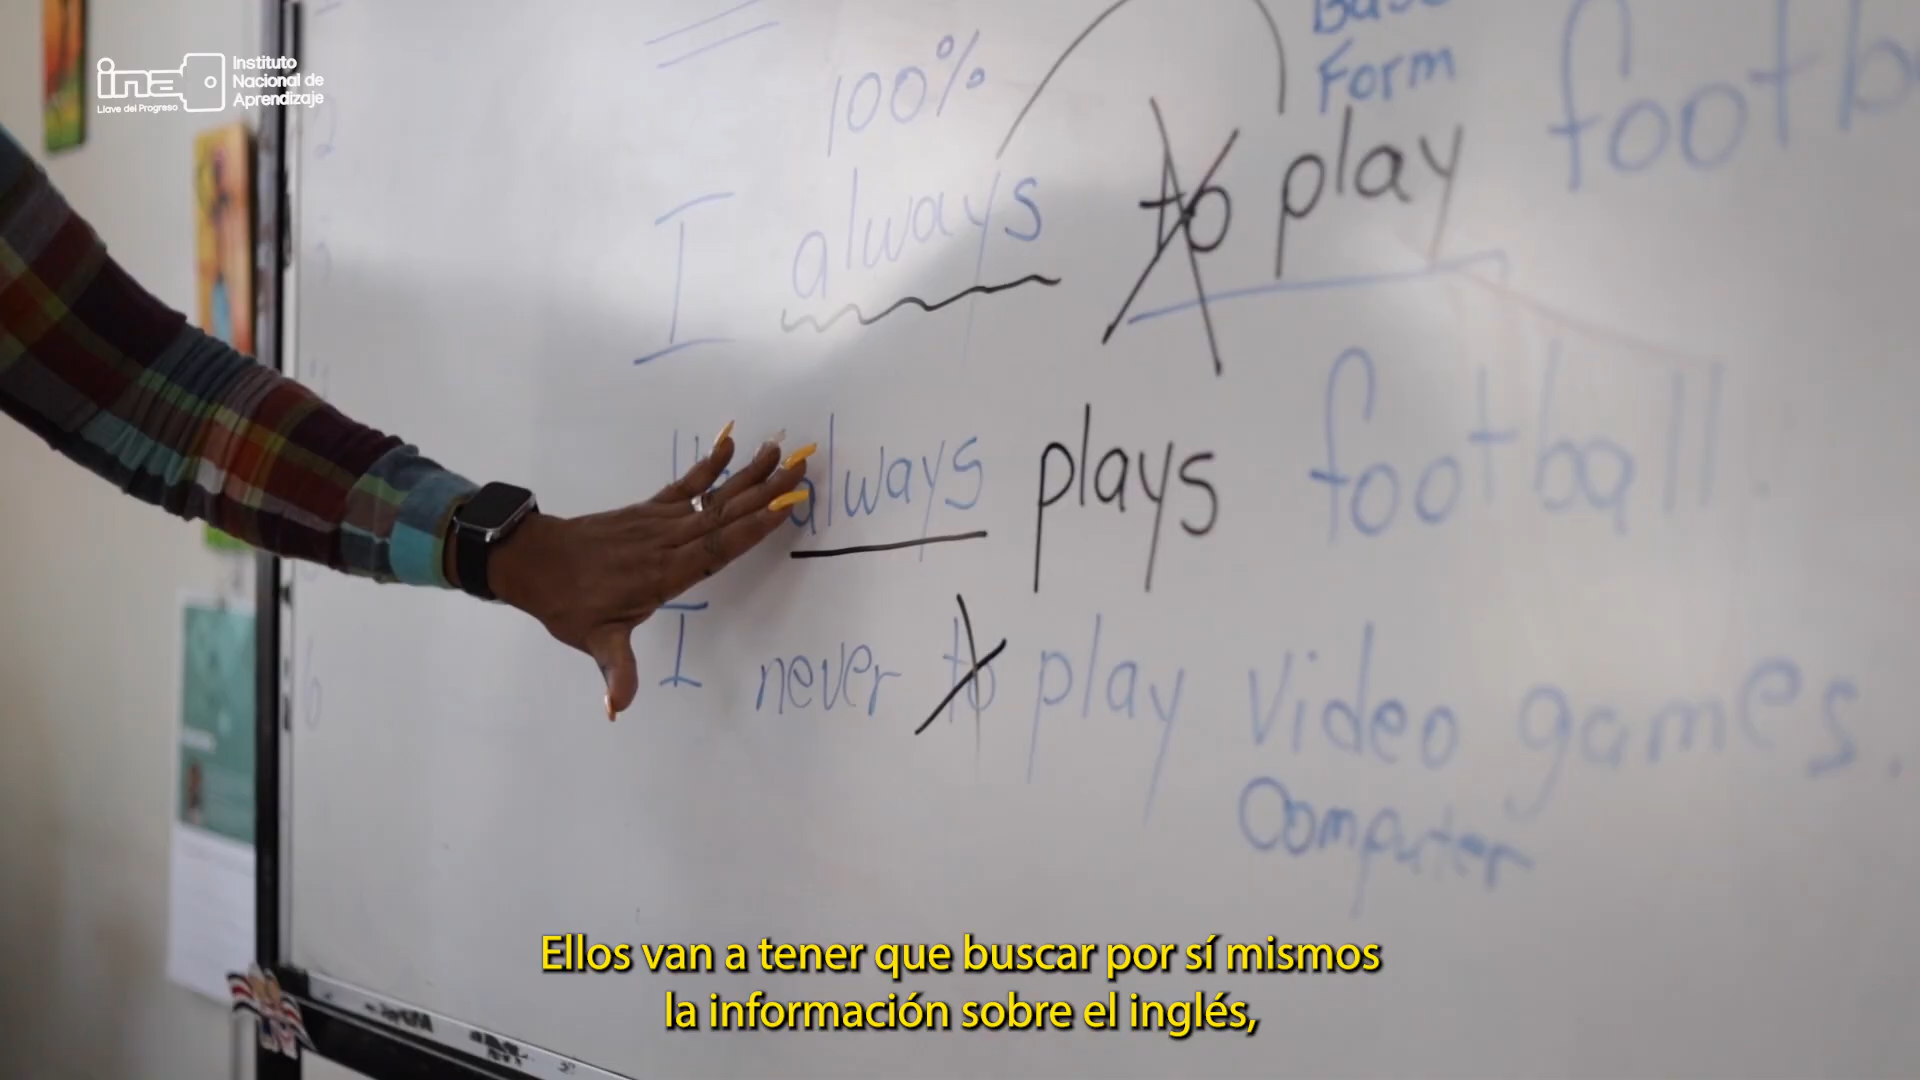 ina
Llave del Progreso
Instituto
Nacional de
Aprendizaje
Base
Form
100%
I always to play football
always plays football.
I never to play video games.
Computer
Ellos van a tener que buscar por sí mismos
la información sobre el inglés,